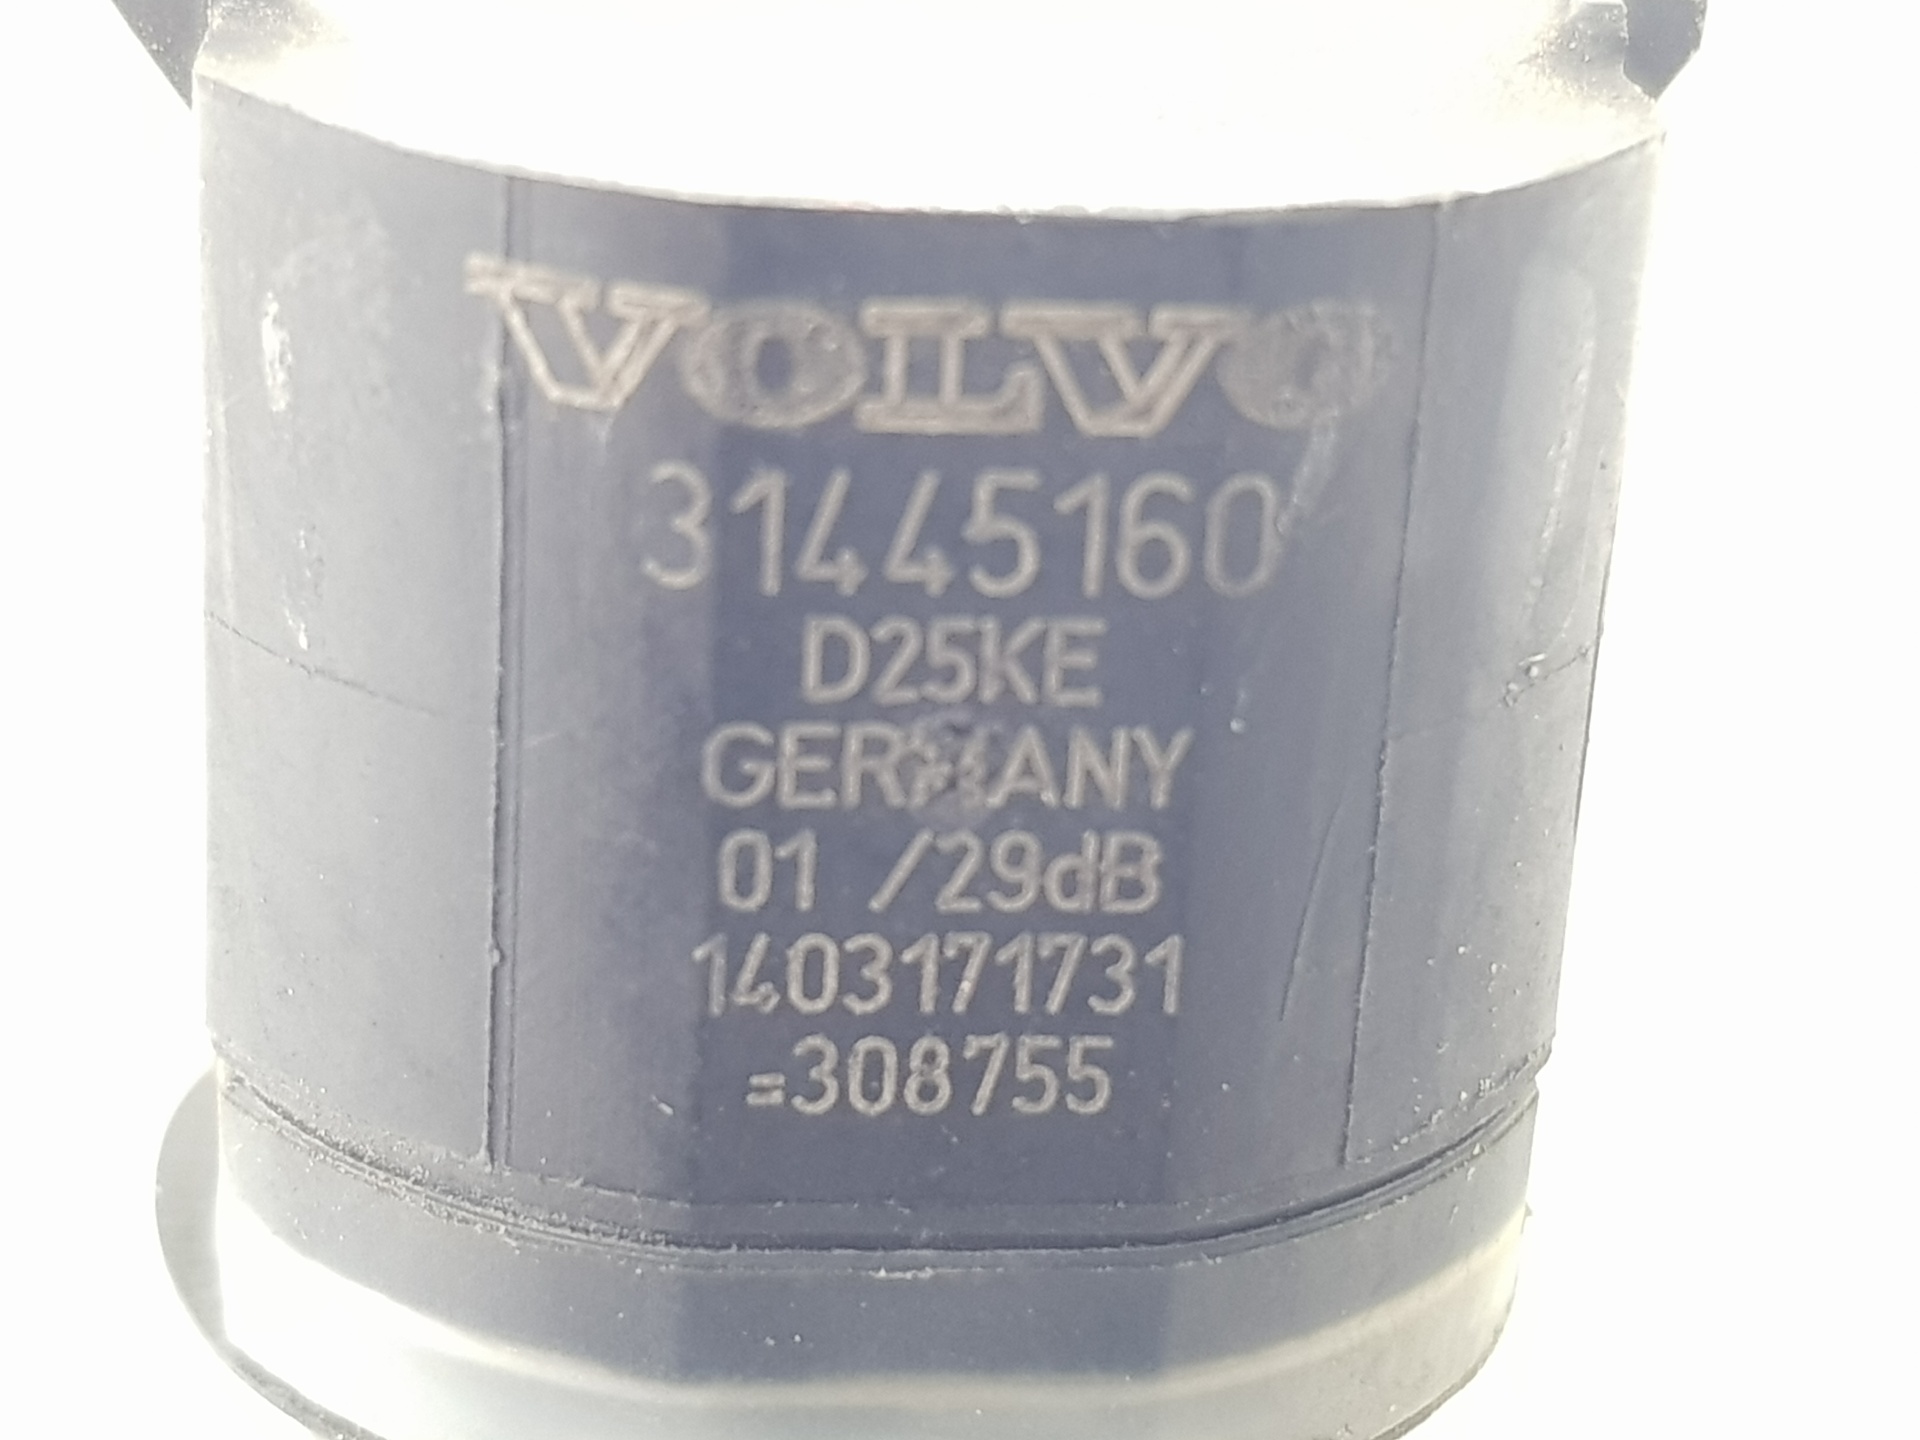 VOLVO
31445160
D25KE
GERMANY
01 /29dB
1403171731
=308755